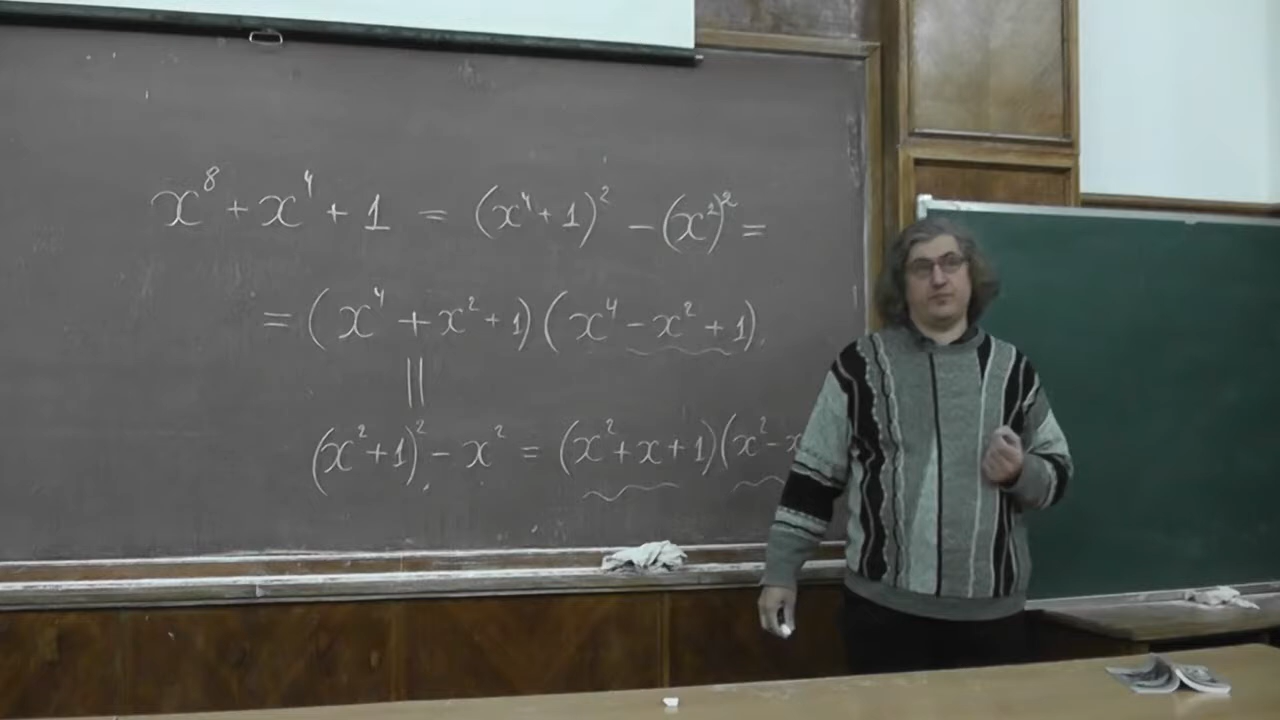 x⁸ + x⁴ + 1 = (x⁴ + 1)² − (x²)² =
= (x⁴ + x² + 1)(x⁴ − x² + 1)
||
(x² + 1)² − x² = (x² + x + 1)(x² − x